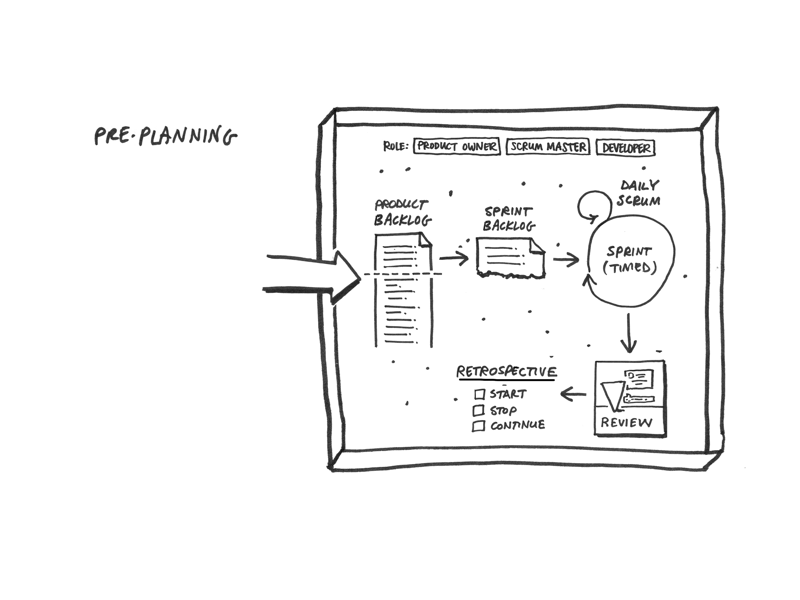 PRE-PLANNING
ROLE: PRODUCT OWNER SCRUM MASTER DEVELOPER
DAILY
SCRUM
PRODUCT
BACKLOG
SPRINT
BACKLOG
SPRINT
(TIMED)
RETROSPECTIVE
START
STOP
CONTINUE
REVIEW